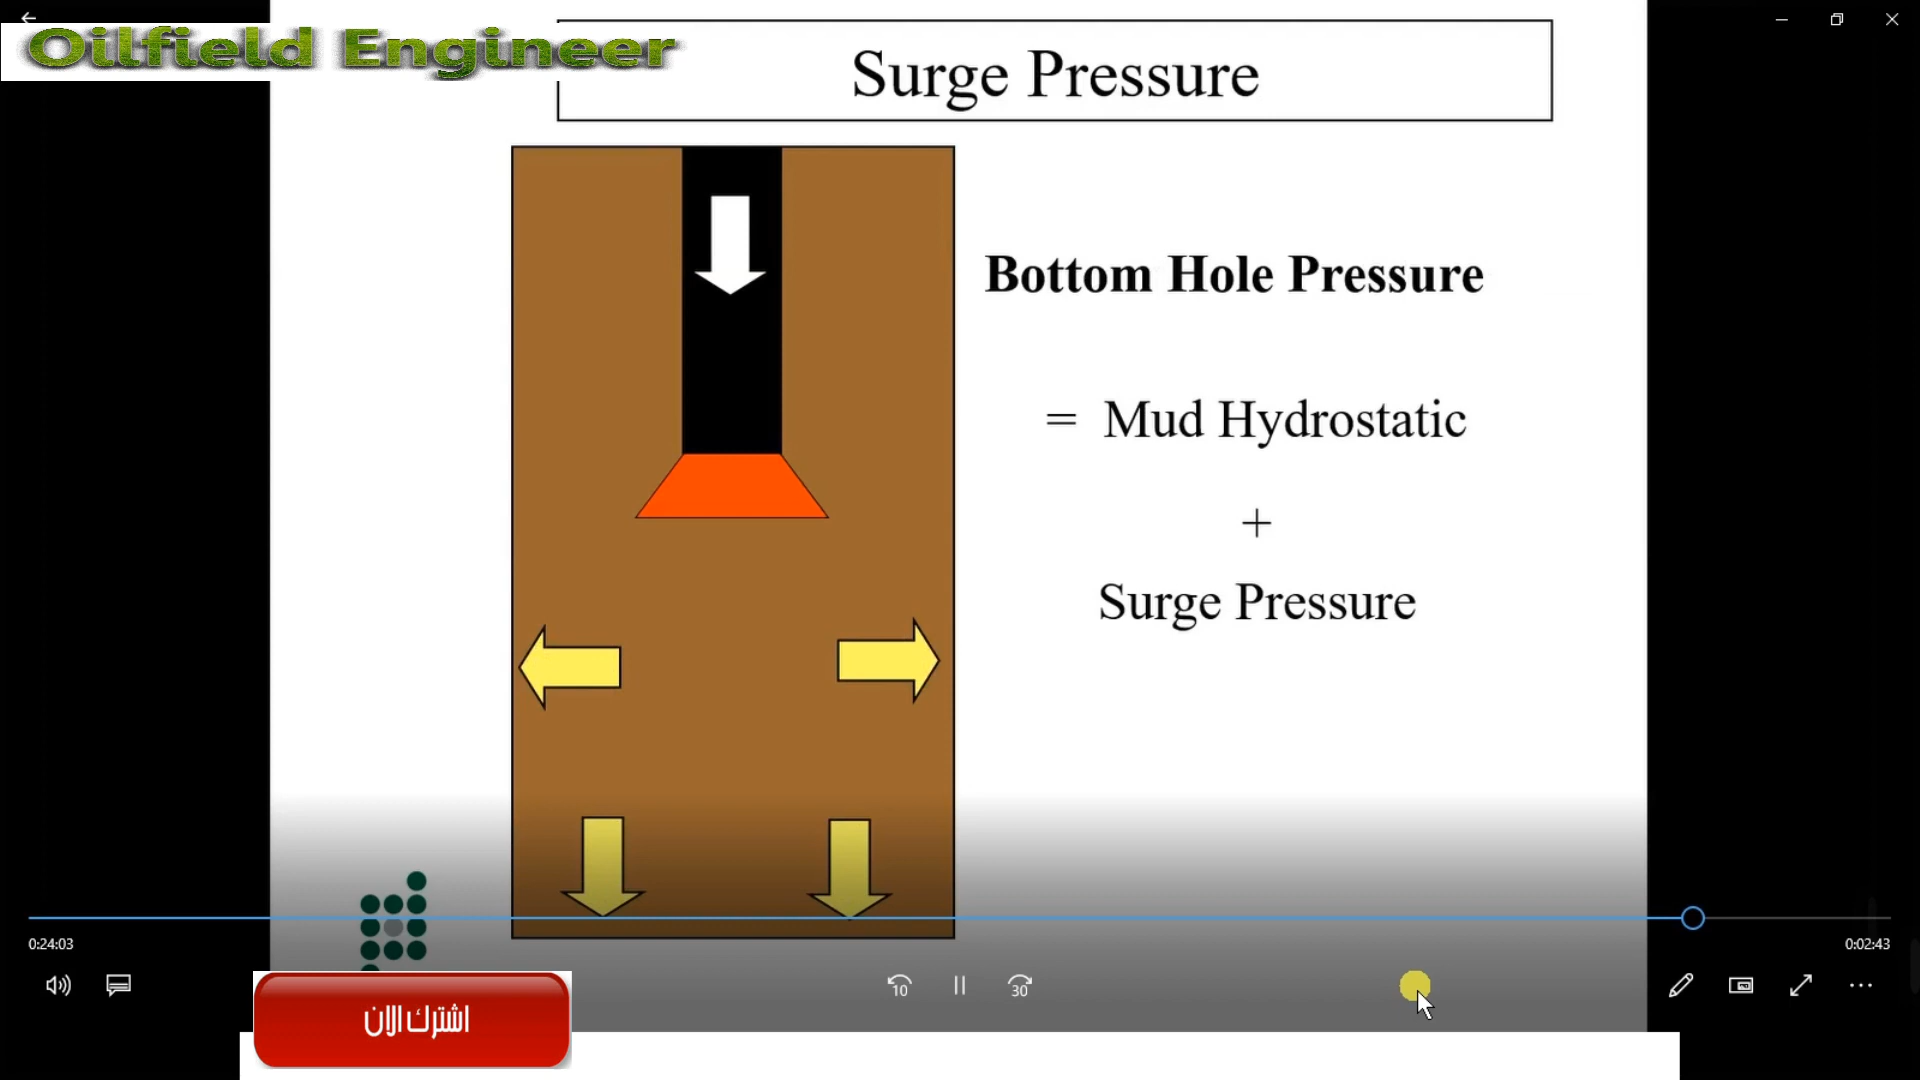 Oilfield Engineer
Surge Pressure
Bottom Hole Pressure
= Mud Hydrostatic
+
Surge Pressure
0:24:03
0:02:43
10
30
اشترك الان